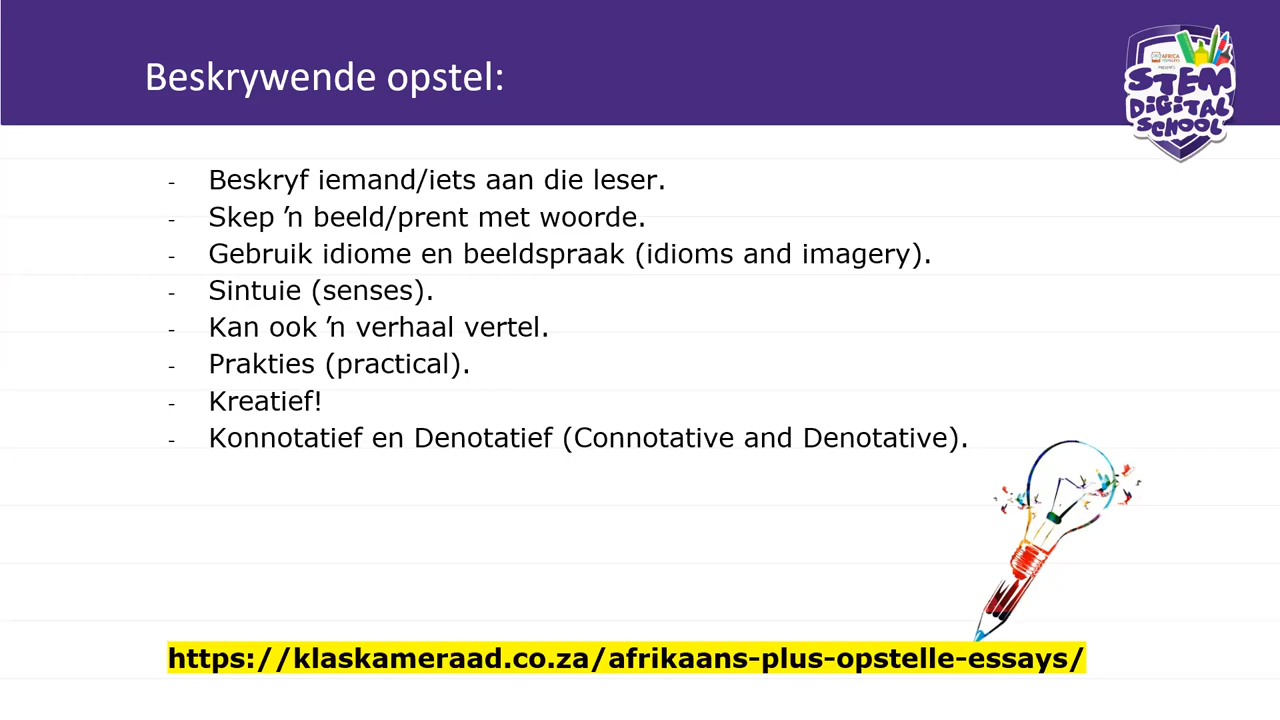 Beskrywende opstel:
AFRICA
PRESENTS
STEM
DIGITAL
SCHOOL
- Beskryf iemand/iets aan die leser.
- Skep ’n beeld/prent met woorde.
- Gebruik idiome en beeldspraak (idioms and imagery).
- Sintuie (senses).
- Kan ook ’n verhaal vertel.
- Prakties (practical).
- Kreatief!
- Konnotatief en Denotatief (Connotative and Denotative).
https://klaskameraad.co.za/afrikaans-plus-opstelle-essays/